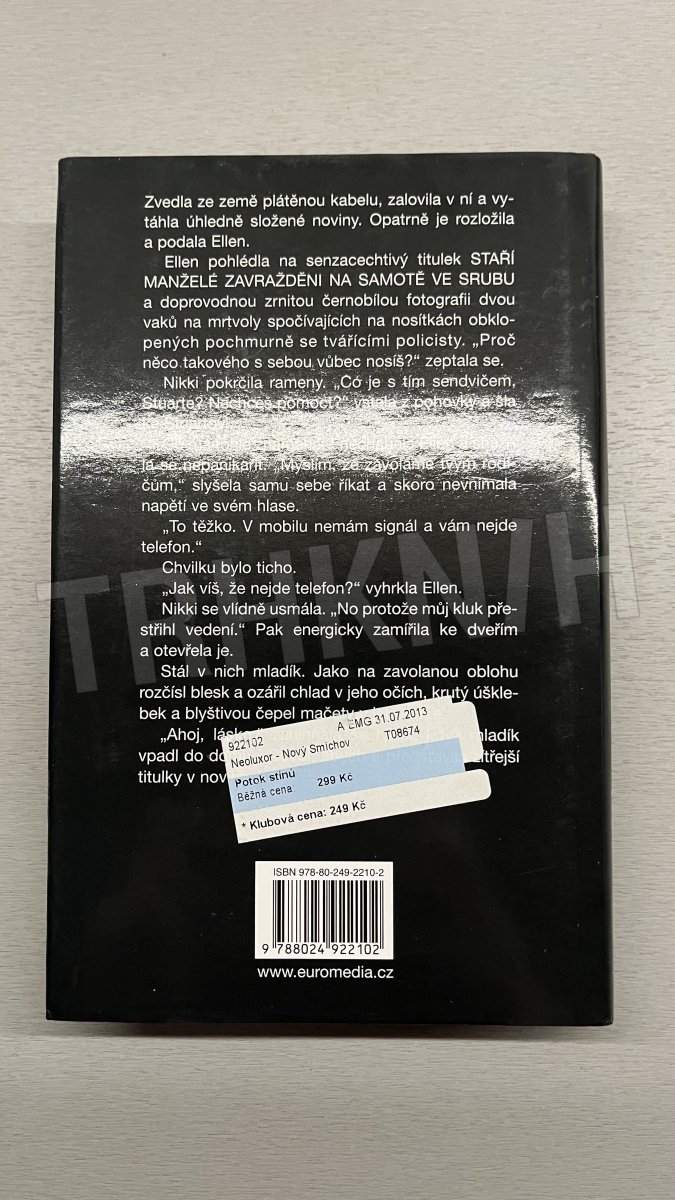 Zvedla ze země plátěnou kabelu, zalovila v ní a vy-
táhla úhledně složené noviny. Opatrně je rozložila
a podala Ellen.
Ellen pohlédla na senzacechtivý titulek STAŘÍ
MANŽELÉ ZAVRAŽDĚNI NA SAMOTĚ VE SRUBU
a doprovodnou zrnitou černobílou fotografii dvou
vaků na mrtvoly spočívajících na nosítkách obklo-
pených pochmurně se tvářícími policisty. „Proč
něco takového s sebou vůbec nosíš?“ zeptala se.
Nikki pokrčila rameny. „Co je s tím sendvičem,
Stuarte? Nechceš pomoct?“ vstala z pohovky a šla
la se nepanikařit. „Myslím, že zavoláme tvým rodi-
čům,“ slyšela samu sebe říkat a skoro nevnímala
napětí ve svém hlase.
„To těžko. V mobilu nemám signál a vám nejde
telefon.“
Chvilku bylo ticho.
„Jak víš, že nejde telefon?“ vyhrkla Ellen.
Nikki se vlídně usmála. „No protože můj kluk pře-
střihl vedení.“ Pak energicky zamířila ke dveřím
a otevřela je.
Stál v nich mladík. Jako na zavolanou oblohu
rozčísl blesk a ozářil chlad v jeho očích, krutý úškle-
bek a blyštivou čepel mačety
„Ahoj, mladík
vpadl do
titulky v
922102 A EMG 31.07.2013
Neoluxor - Nový Smíchov T08674
Potok stínů
Běžná cena 299 Kč
* Klubová cena: 249 Kč
ISBN 978-80-249-2210-2
9 788024 922102
www.euromedia.cz
TRHKNIH